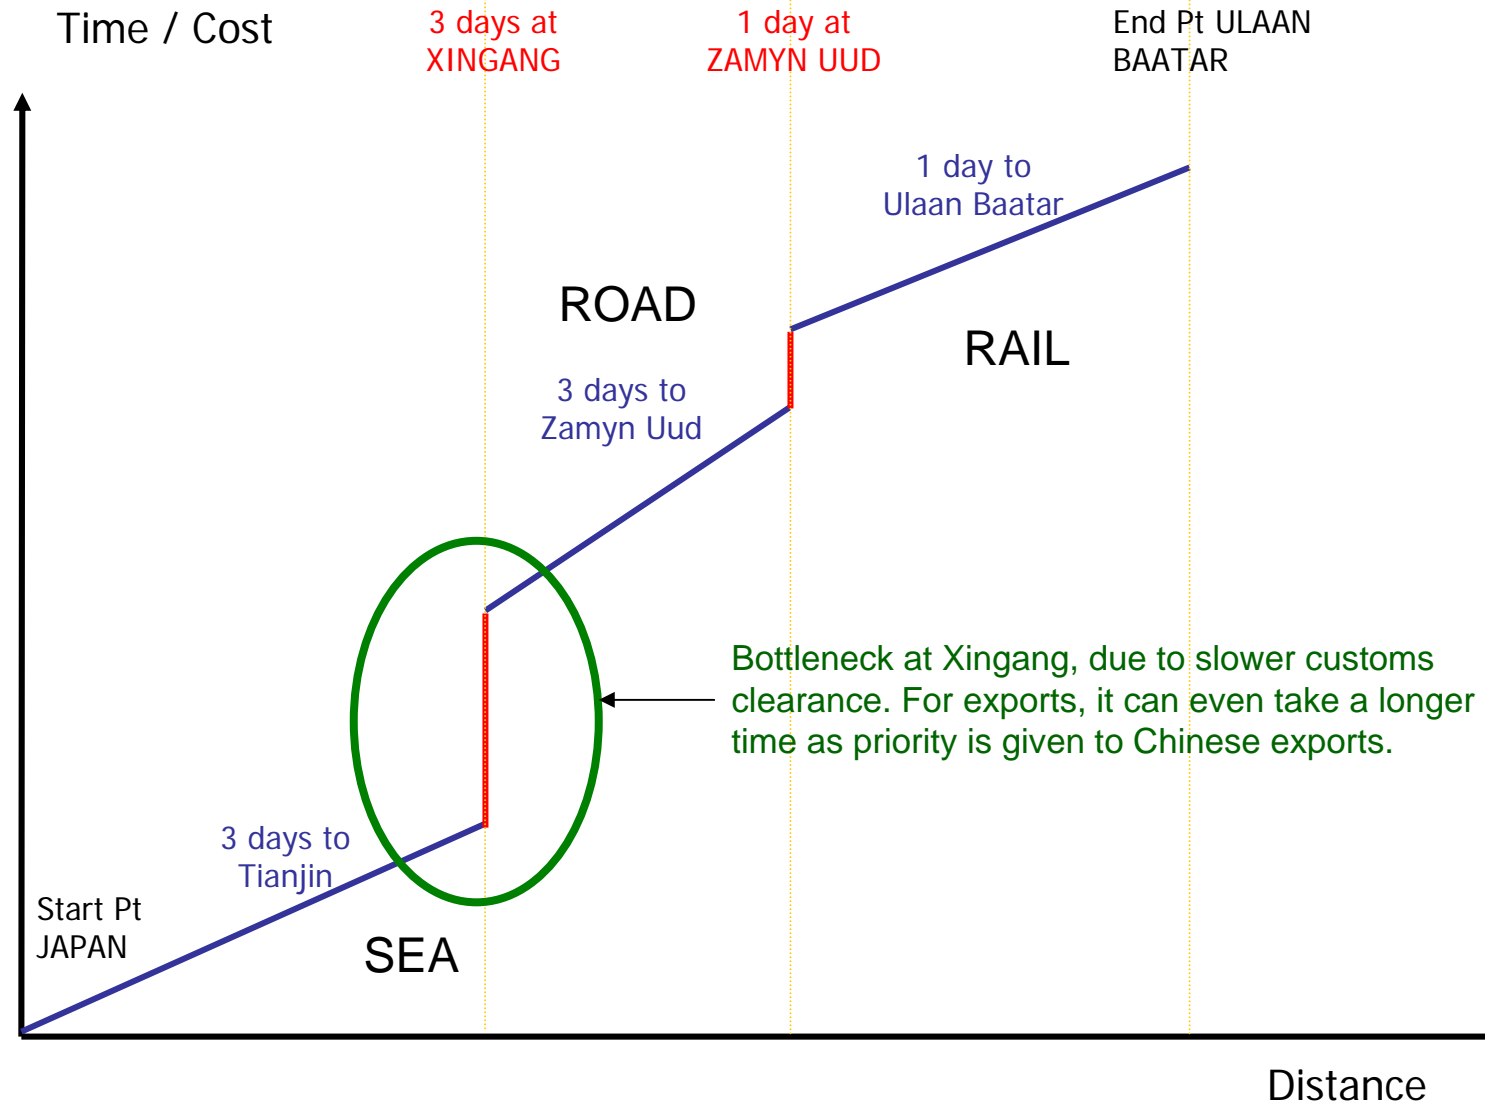 Time / Cost
3 days at
XINGANG
1 day at
ZAMYN UUD
End Pt ULAAN
BAATAR
1 day to
Ulaan Baatar
ROAD
RAIL
3 days to
Zamyn Uud
Bottleneck at Xingang, due to slower customs
clearance. For exports, it can even take a longer
time as priority is given to Chinese exports.
3 days to
Tianjin
Start Pt
JAPAN
SEA
Distance